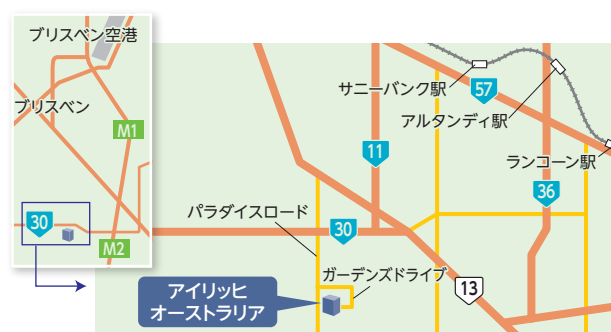 ブリスベン空港
ブリスベン
M1
30
M2
サニーバンク駅
57
アルタンディ駅
11
ランコーン駅
36
パラダイスロード
30
ガーデンズドライブ
13
アイリッヒ
オーストラリア